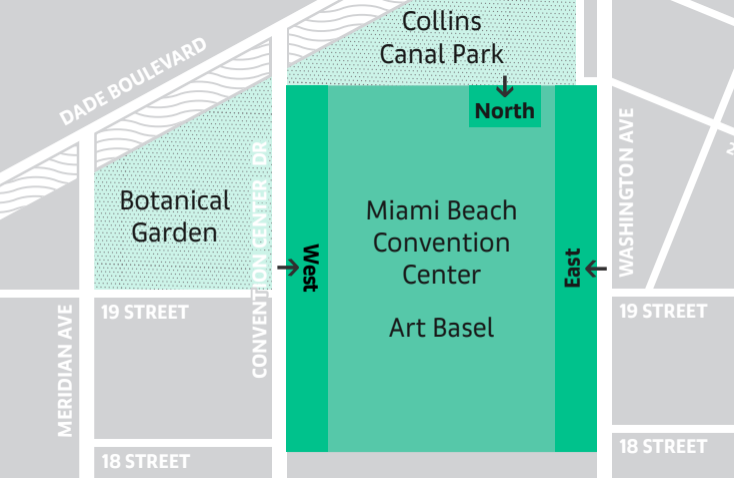 Collins
Canal Park
DADE BOULEVARD
North
WASHINGTON AVE
CONVENTION CENTER DR
Botanical
Garden
Miami Beach
Convention
Center
West
East
Art Basel
19 STREET
19 STREET
MERIDIAN AVE
18 STREET
18 STREET